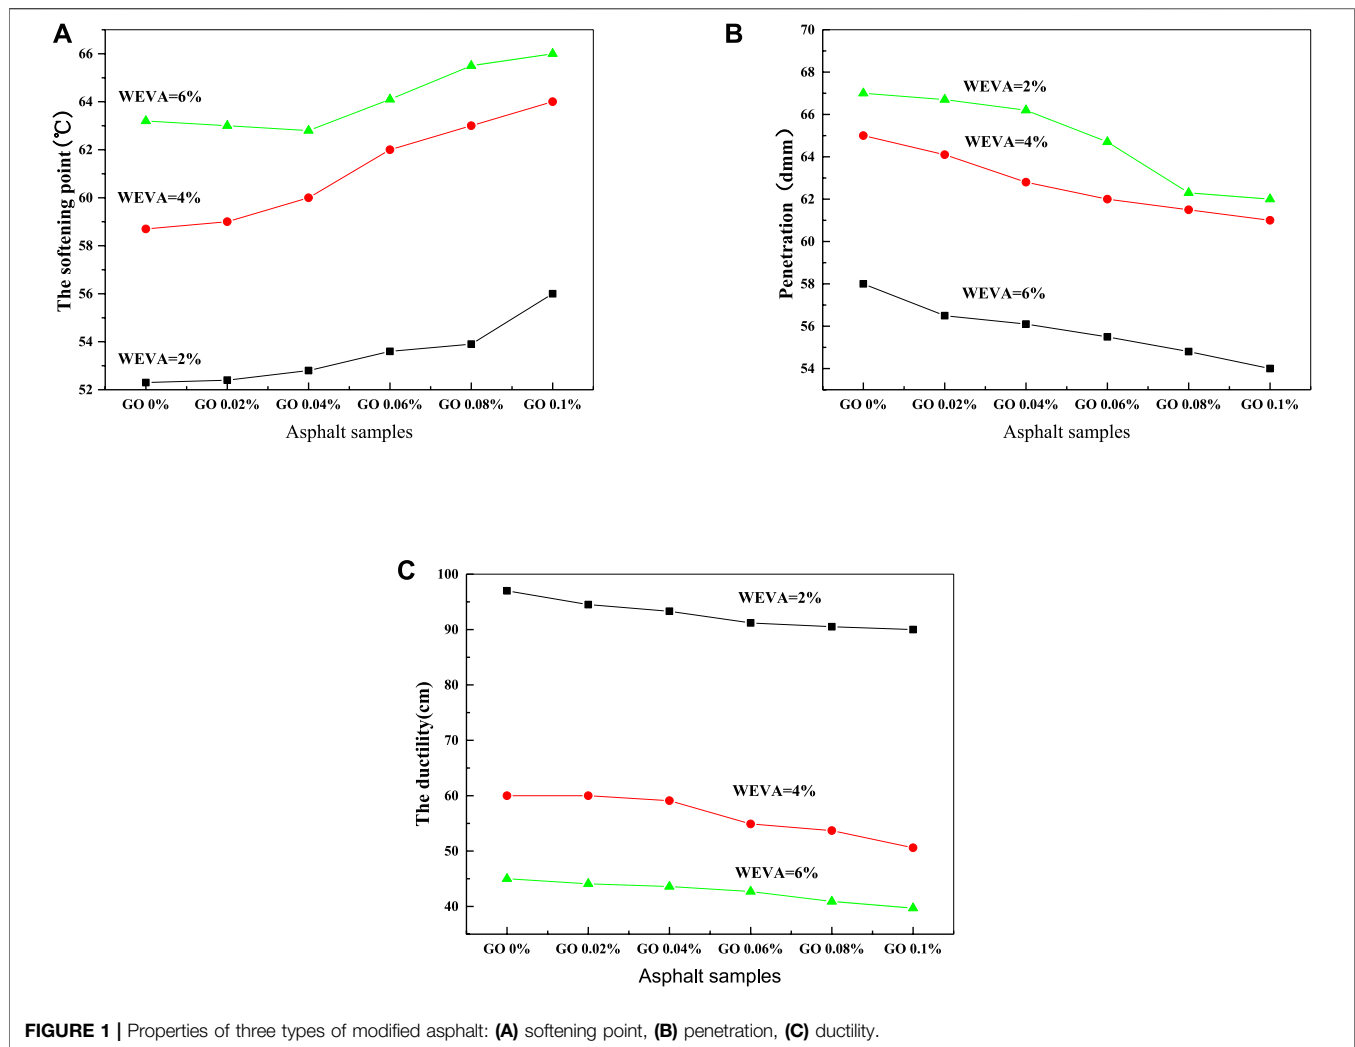 A
The softening point(℃)
66
64
62
60
58
56
54
52
WEVA=6%
WEVA=4%
WEVA=2%
GO 0% GO 0.02% GO 0.04% GO 0.06% GO 0.08% GO 0.1%
Asphalt samples
B
Penetration (dmm)
70
68
66
64
62
60
58
56
54
WEVA=2%
WEVA=4%
WEVA=6%
GO 0% GO 0.02% GO 0.04% GO 0.06% GO 0.08% GO 0.1%
Asphalt samples
C
The ductility(cm)
100
90
80
70
60
50
40
WEVA=2%
WEVA=4%
WEVA=6%
GO 0% GO 0.02% GO 0.04% GO 0.06% GO 0.08% GO 0.1%
Asphalt samples
FIGURE 1 | Properties of three types of modified asphalt: (A) softening point, (B) penetration, (C) ductility.